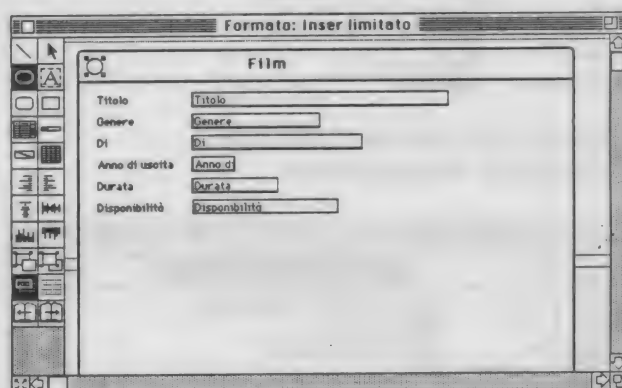 Formato: Inser limitato
A
Film
Titolo Titolo
Genere Genere
Di Di
Anno di uscita Anno di
Durata Durata
Disponibilità Disponibilità